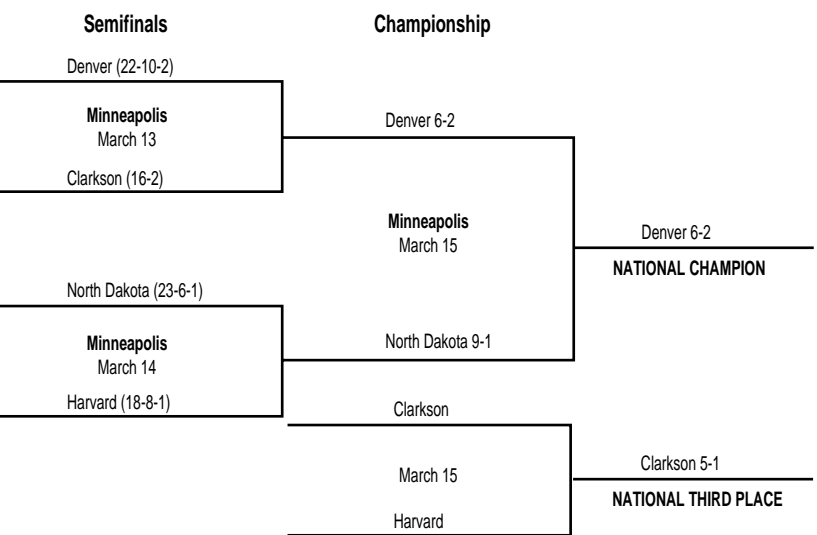 Semifinals
Championship
Denver (22-10-2)
Minneapolis
March 13
Clarkson (16-2)
Denver 6-2
Minneapolis
March 15
Denver 6-2
NATIONAL CHAMPION
North Dakota (23-6-1)
Minneapolis
March 14
Harvard (18-8-1)
North Dakota 9-1
Clarkson
March 15
Harvard
Clarkson 5-1
NATIONAL THIRD PLACE